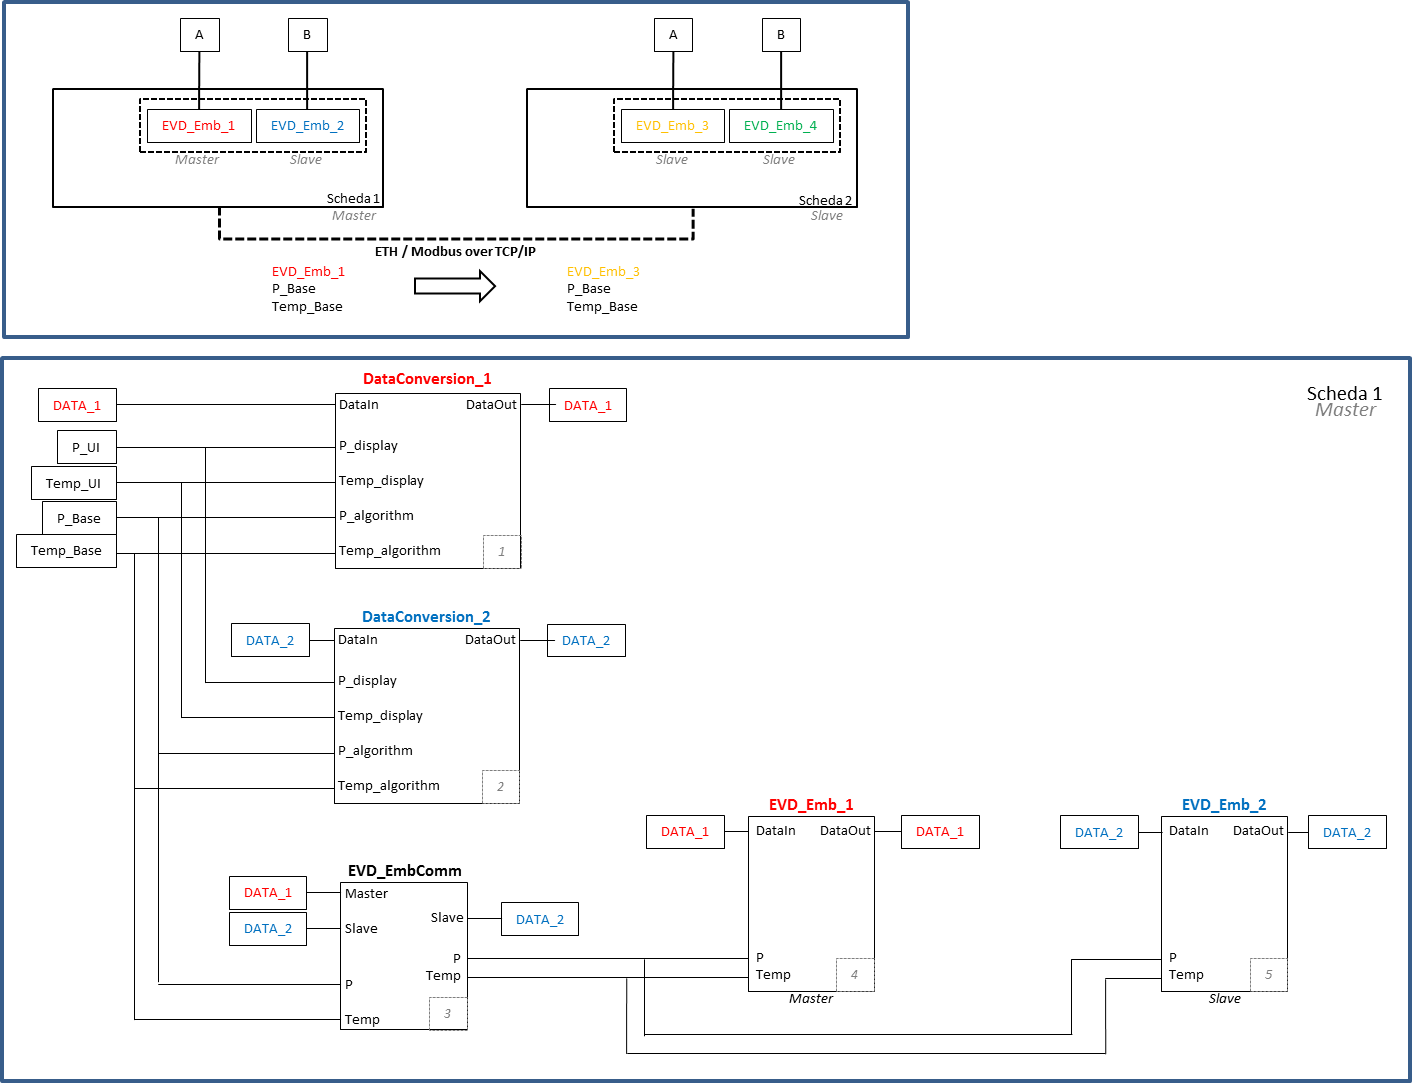 A
B
A
B
EVD_Emb_1
EVD_Emb_2
EVD_Emb_3
EVD_Emb_4
Master
Slave
Slave
Slave
Scheda 1
Master
Scheda 2
Slave
ETH / Modbus over TCP/IP
EVD_Emb_1
P_Base
Temp_Base
EVD_Emb_3
P_Base
Temp_Base
Scheda 1
Master
DataConversion_1
DATA_1
P_UI
Temp_UI
P_Base
Temp_Base
DataIn
DataOut
P_display
Temp_display
P_algorithm
Temp_algorithm
1
DATA_1
DataConversion_2
DATA_2
DataIn
DataOut
P_display
Temp_display
P_algorithm
Temp_algorithm
2
DATA_2
EVD_EmbComm
DATA_1
DATA_2
Master
Slave
Slave
P
Temp
P
Temp
3
DATA_2
EVD_Emb_1
DATA_1
DataIn
DataOut
DATA_1
P
Temp
4
Master
EVD_Emb_2
DATA_2
DataIn
DataOut
DATA_2
P
Temp
5
Slave